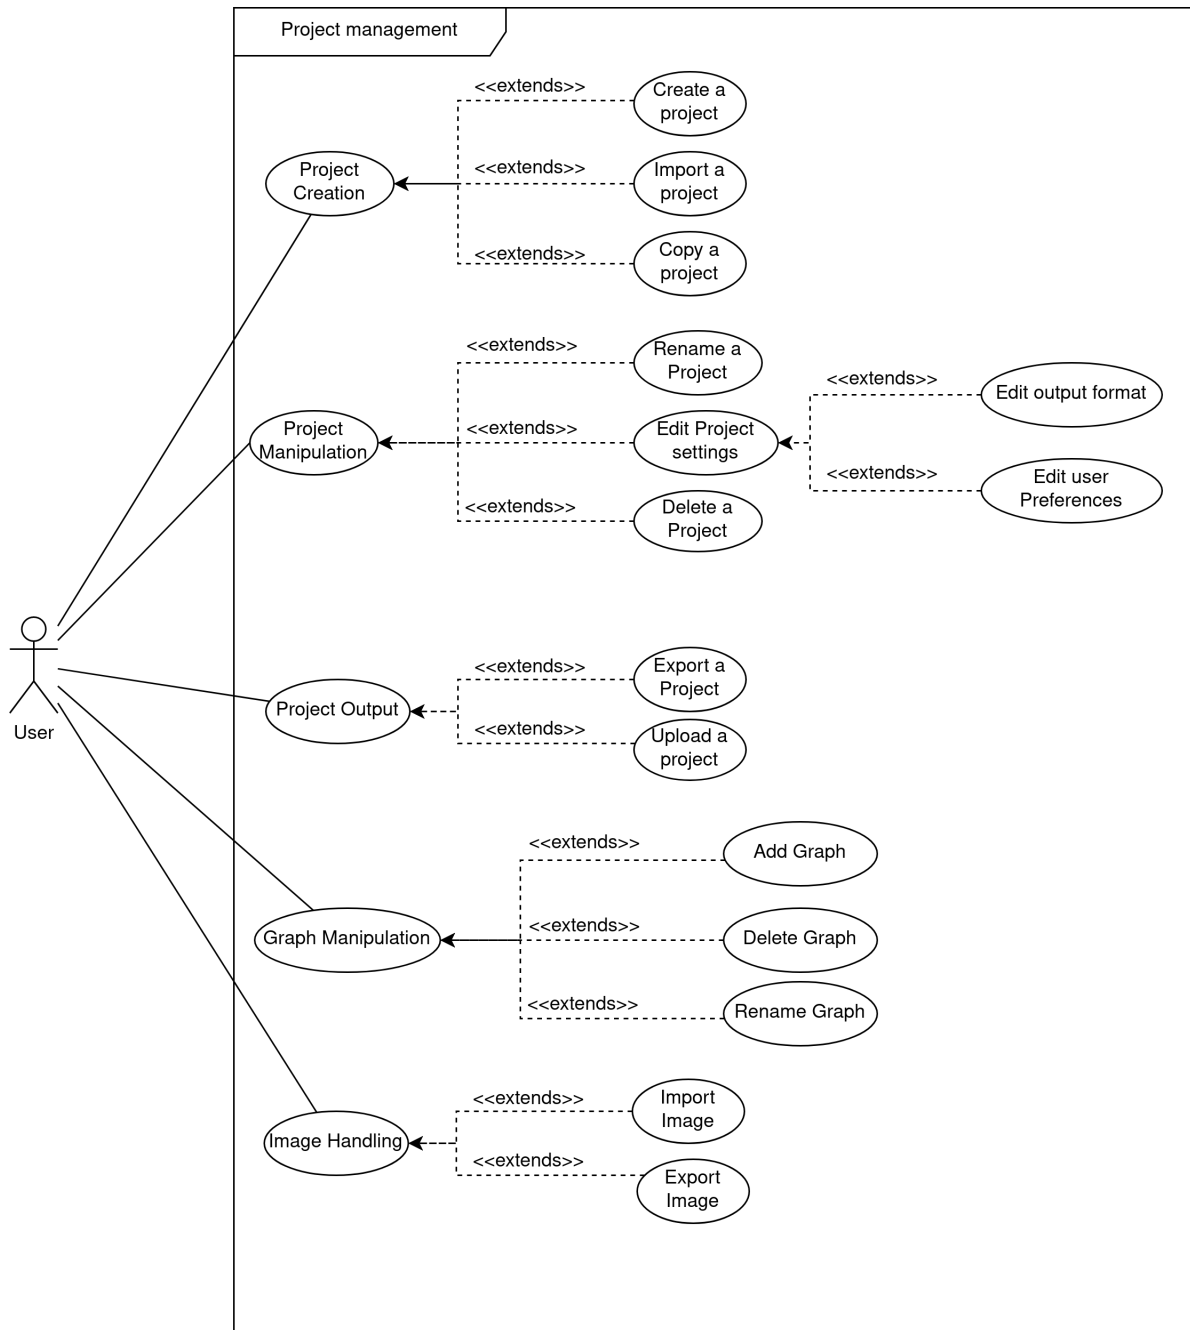 Project management
<<extends>>
Create a
project
<<extends>>
Import a
project
Project
Creation
<<extends>>
Copy a
project
<<extends>>
Rename a
Project
<<extends>>
Edit output format
<<extends>>
Edit Project
settings
Project
Manipulation
<<extends>>
Edit user
Preferences
<<extends>>
Delete a
Project
<<extends>>
Export a
Project
Project Output
User
<<extends>>
Upload a
project
<<extends>>
Add Graph
<<extends>>
Graph Manipulation
Delete Graph
<<extends>>
Rename Graph
<<extends>>
Import
Image
Image Handling
<<extends>>
Export
Image